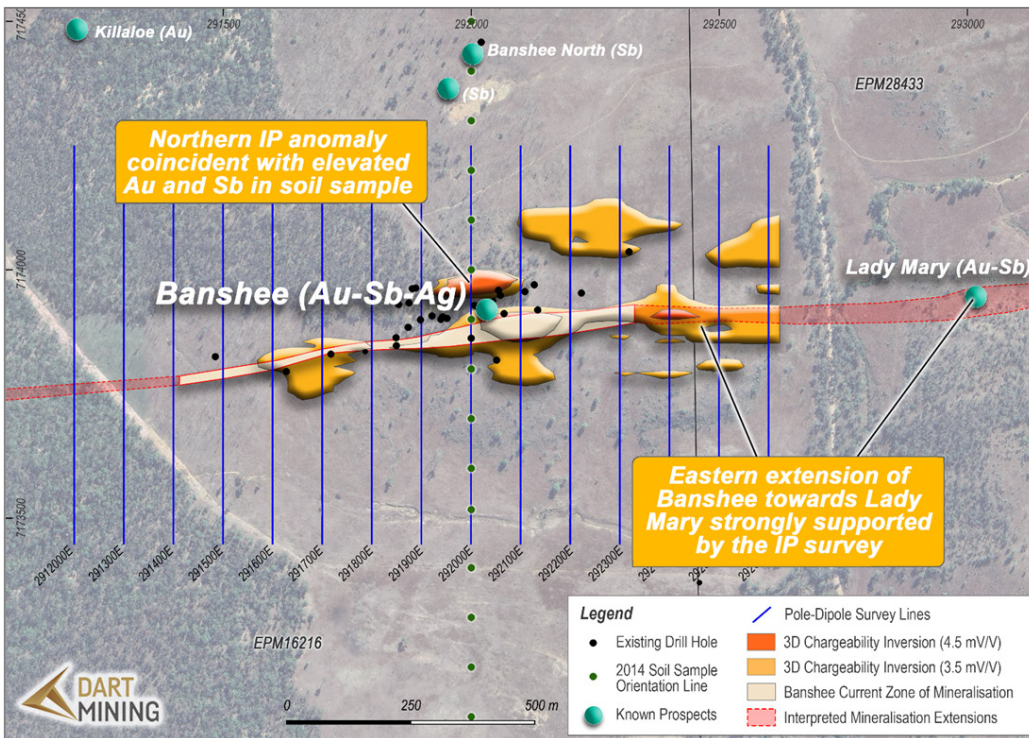 291500
292000
292500
293000
7174500
Killaloe (Au)
Banshee North (Sb)
(Sb)
EPM28433
Northern IP anomaly
coincident with elevated
Au and Sb in soil sample
7174000
Banshee (Au-Sb-Ag)
Lady Mary (Au-Sb)
Eastern extension of
Banshee towards Lady
Mary strongly supported
by the IP survey
7173500
2912000E
291300E
291400E
291500E
291600E
291700E
291800E
291900E
292000E
292100E
292200E
292300E
EPM16216
DART
MINING
0
250
500 m
Legend
Existing Drill Hole
2014 Soil Sample
Orientation Line
Known Prospects
Pole-Dipole Survey Lines
3D Chargeability Inversion (4.5 mV/V)
3D Chargeability Inversion (3.5 mV/V)
Banshee Current Zone of Mineralisation
Interpreted Mineralisation Extensions